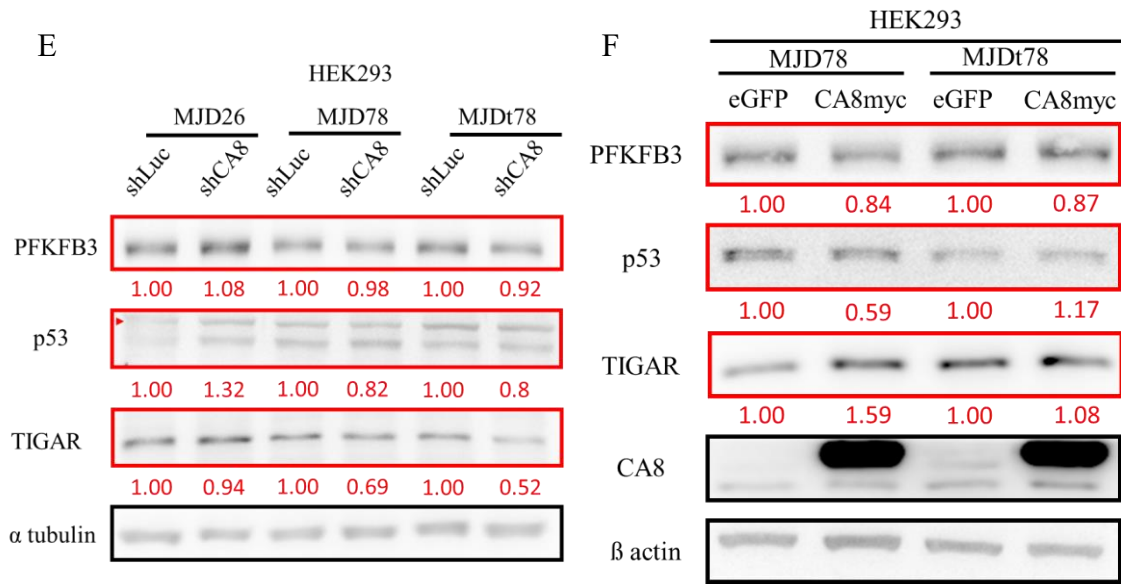 E
HEK293
MJD26 MJD78 MJDt78
shLuc shCA8 shLuc shCA8 shLuc shCA8
PFKFB3
1.00 1.08 1.00 0.98 1.00 0.92
p53
1.00 1.32 1.00 0.82 1.00 0.8
TIGAR
1.00 0.94 1.00 0.69 1.00 0.52
α tubulin
F
HEK293
MJD78 MJDt78
eGFP CA8myc eGFP CA8myc
PFKFB3
1.00 0.84 1.00 0.87
p53
1.00 0.59 1.00 1.17
TIGAR
1.00 1.59 1.00 1.08
CA8
ß actin